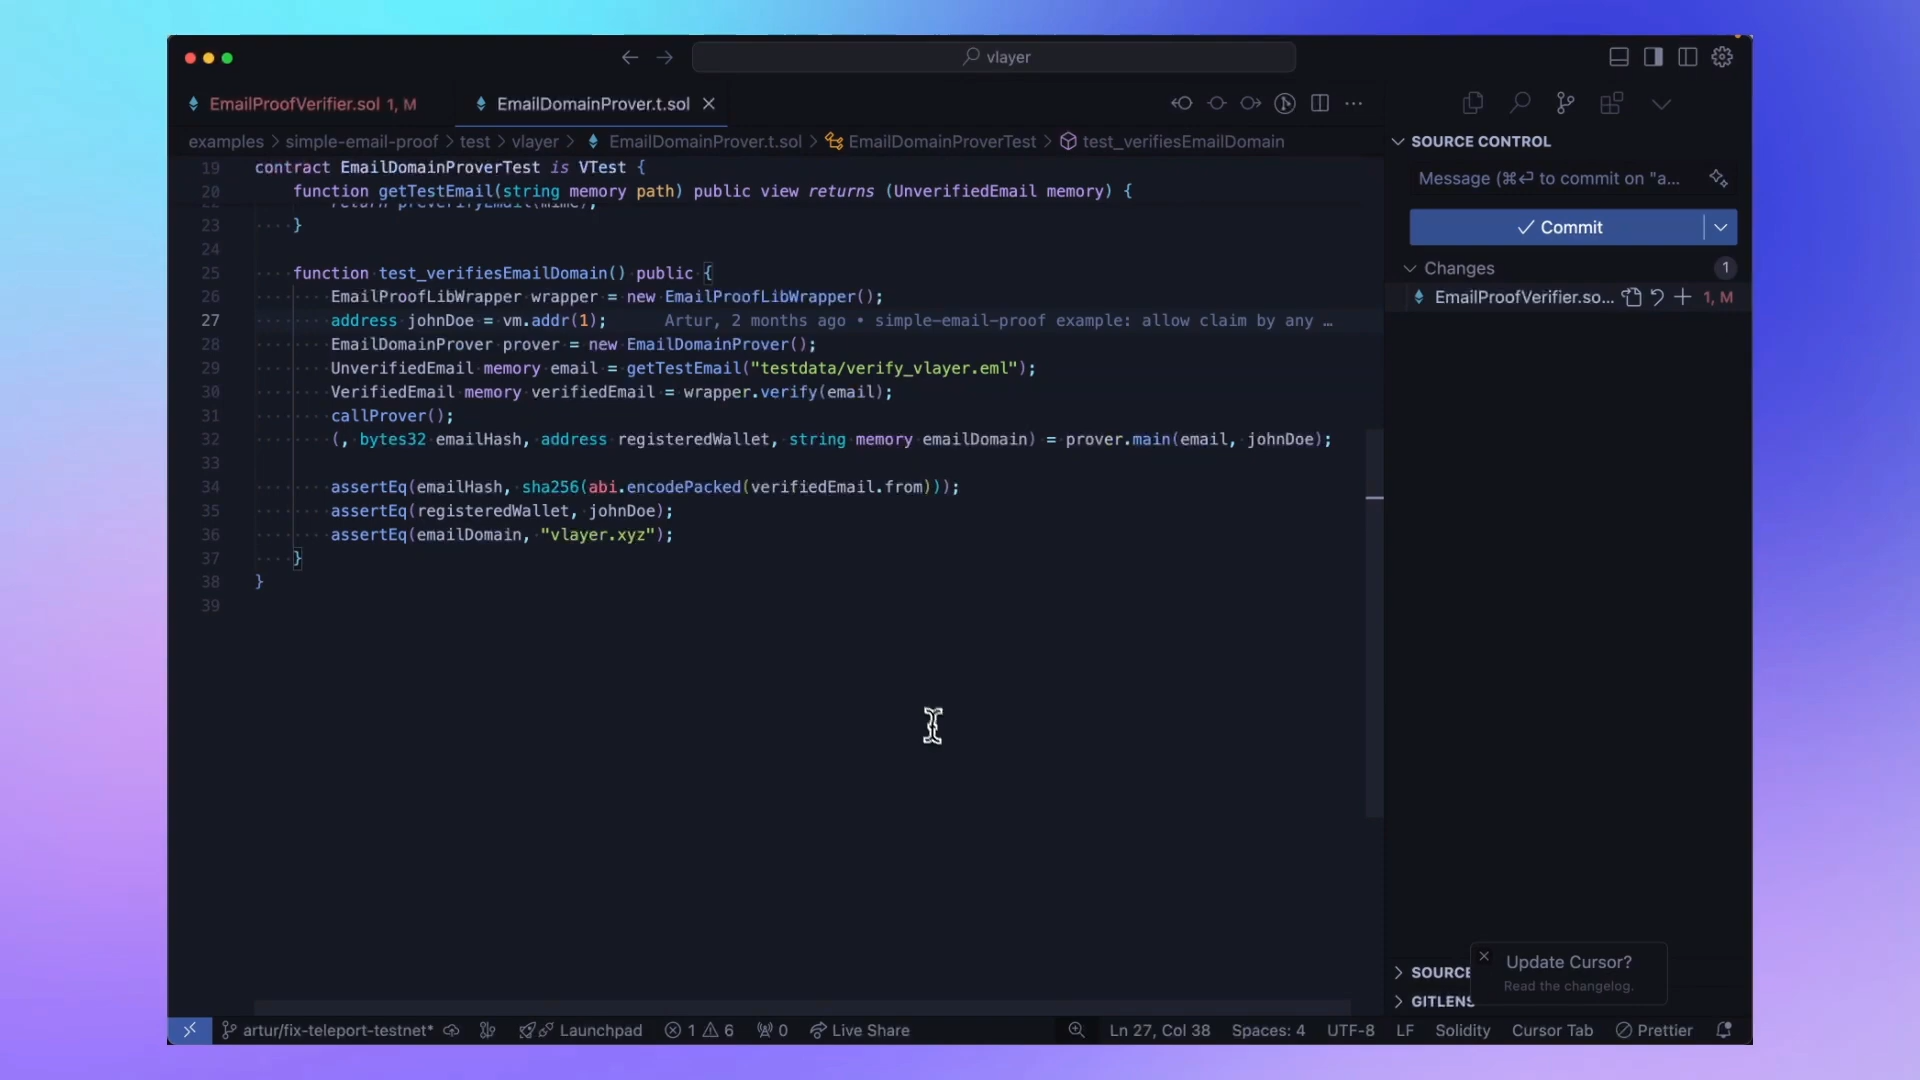 vlayer
EmailProofVerifier.sol 1, M
EmailDomainProver.t.sol
examples > simple-email-proof > test > vlayer > EmailDomainProver.t.sol > EmailDomainProverTest > test_verifiesEmailDomain
19 contract EmailDomainProverTest is VTest {
20 function getTestEmail(string memory path) public view returns (UnverifiedEmail memory) {
return preverifyEmail(mime);
23 }
24
25 function test_verifiesEmailDomain() public {
26 EmailProofLibWrapper wrapper = new EmailProofLibWrapper();
27 address johnDoe = vm.addr(1); Artur, 2 months ago • simple-email-proof example: allow claim by any …
28 EmailDomainProver prover = new EmailDomainProver();
29 UnverifiedEmail memory email = getTestEmail("testdata/verify_vlayer.eml");
30 VerifiedEmail memory verifiedEmail = wrapper.verify(email);
31 callProver();
32 (, bytes32 emailHash, address registeredWallet, string memory emailDomain) = prover.main(email, johnDoe);
33
34 assertEq(emailHash, sha256(abi.encodePacked(verifiedEmail.from)));
35 assertEq(registeredWallet, johnDoe);
36 assertEq(emailDomain, "vlayer.xyz");
37 }
38 }
39
SOURCE CONTROL
Message (⌘⏎ to commit on "a...
Commit
Changes 1
EmailProofVerifier.so... 1, M
Update Cursor?
Read the changelog.
SOURCE
GITLENS
artur/fix-teleport-testnet* Launchpad 1 6 0 Live Share Ln 27, Col 38 Spaces: 4 UTF-8 LF Solidity Cursor Tab Prettier